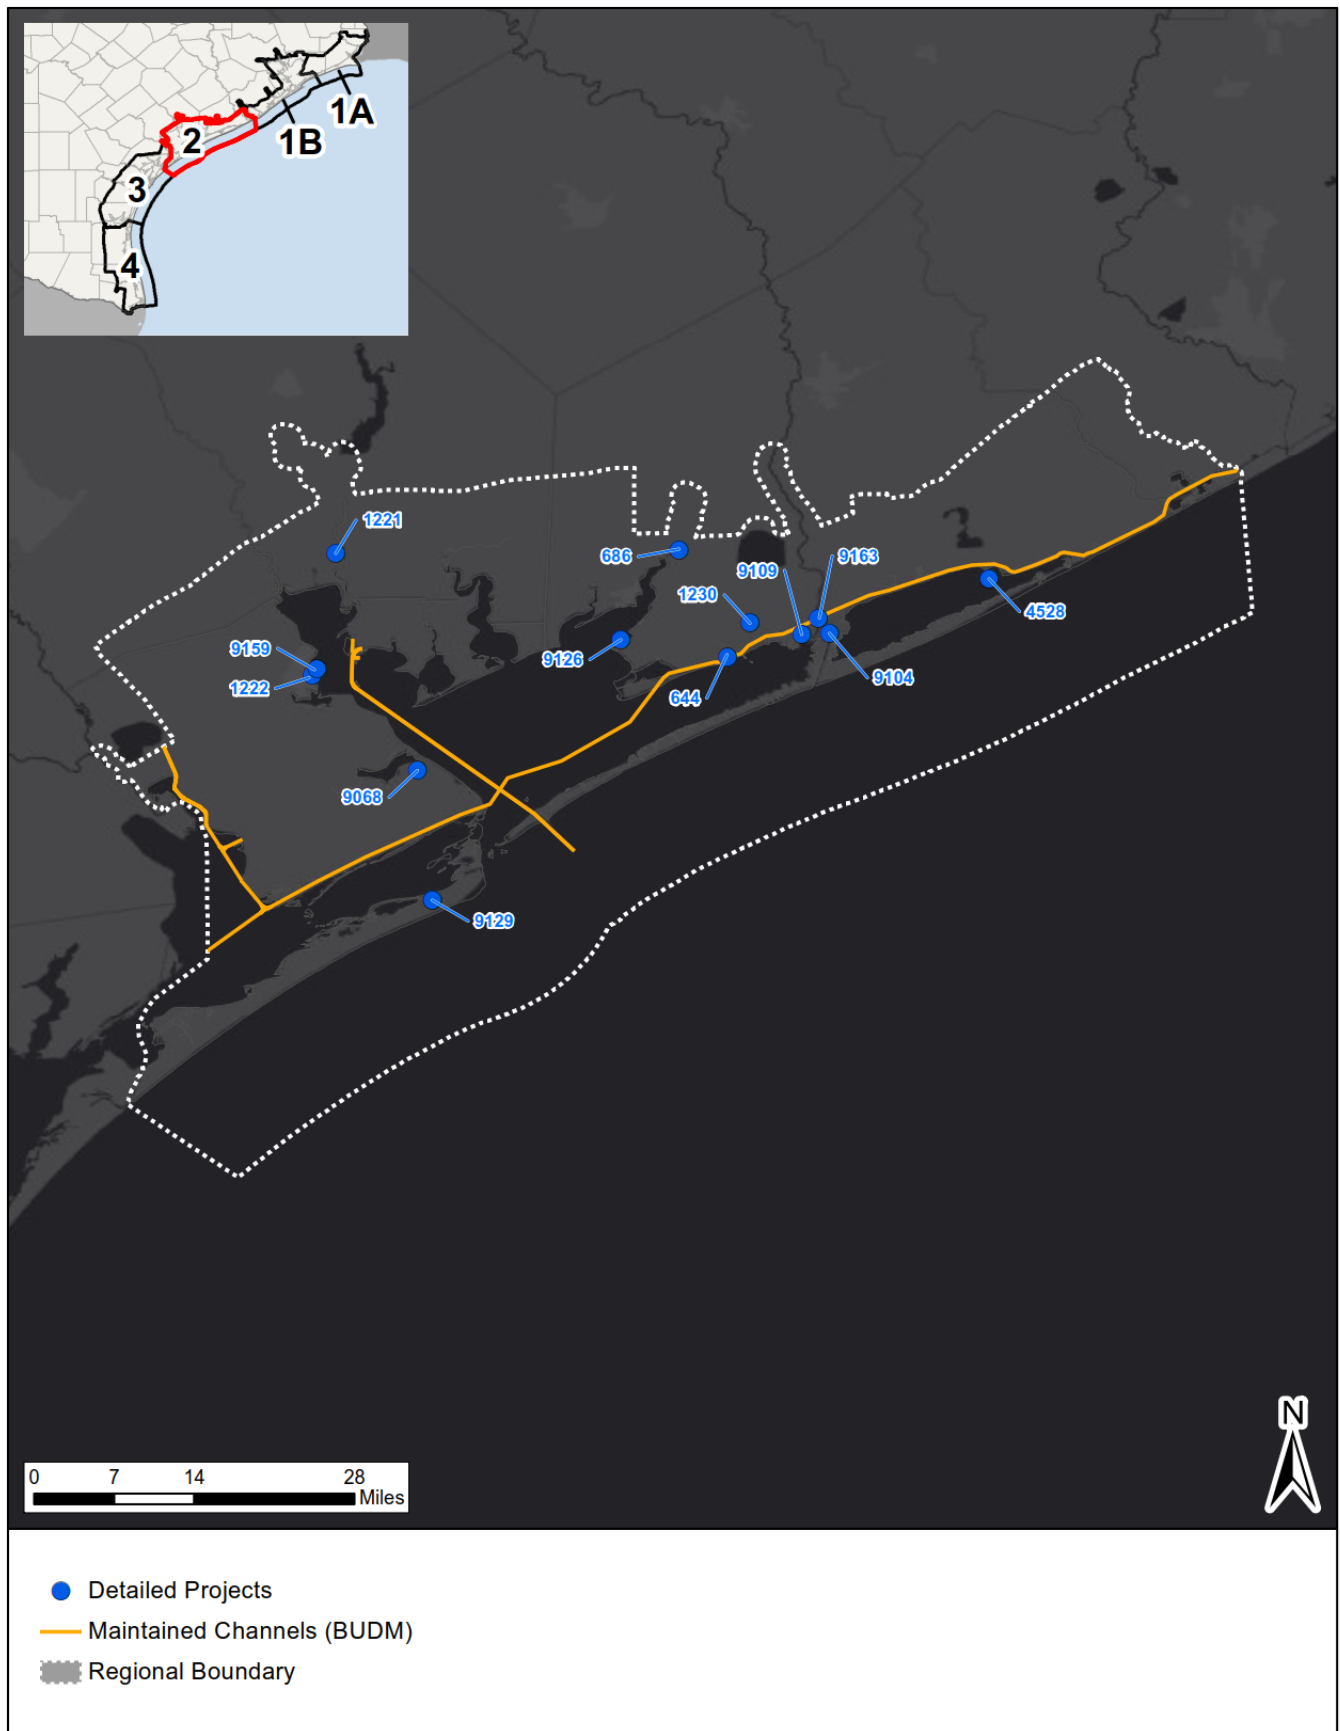 1A
1B
2
3
4
1221
686
9163
9109
1230
4528
9159
9126
1222
644
9104
9068
9129
N
0 7 14 28
Miles
Detailed Projects
Maintained Channels (BUDM)
Regional Boundary